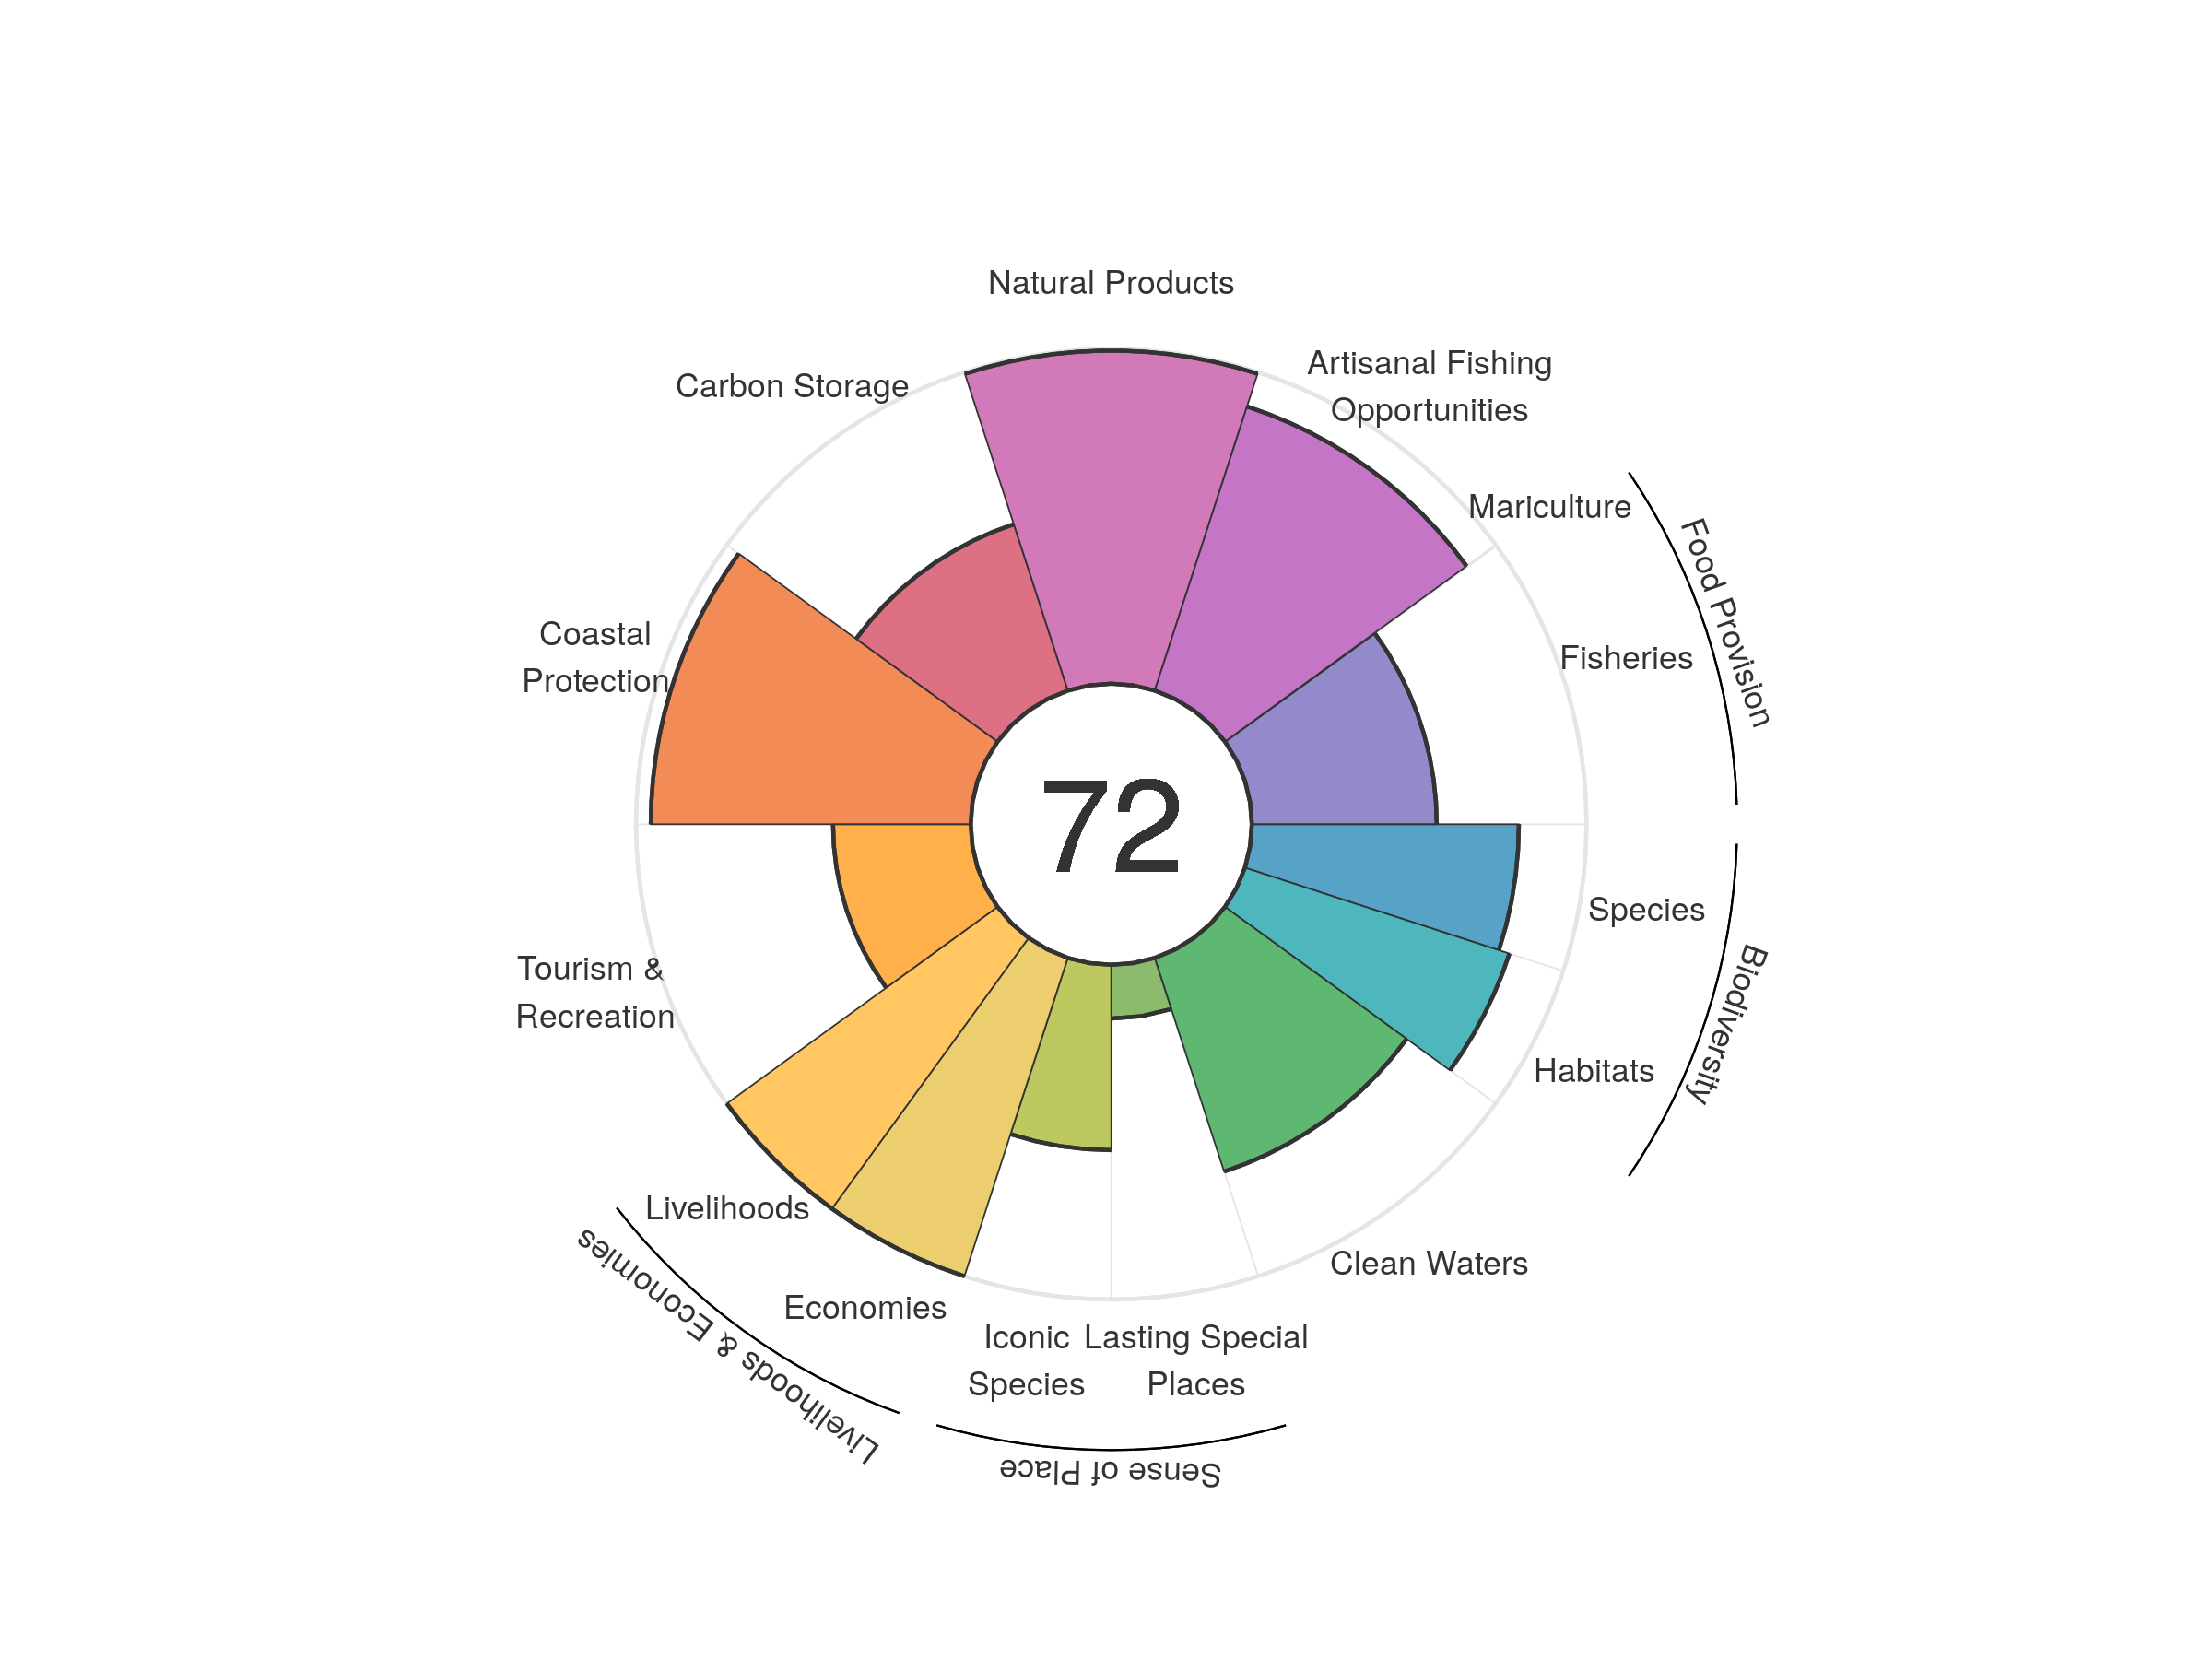 Natural Products
Artisanal Fishing
Opportunities
Carbon Storage
Mariculture
Food Provision
Fisheries
Coastal
Protection
72
Species
Biodiversity
Tourism &
Recreation
Habitats
Livelihoods
Clean Waters
Economies
Livelihoods & Economies
Iconic
Species
Lasting Special
Places
Sense of Place